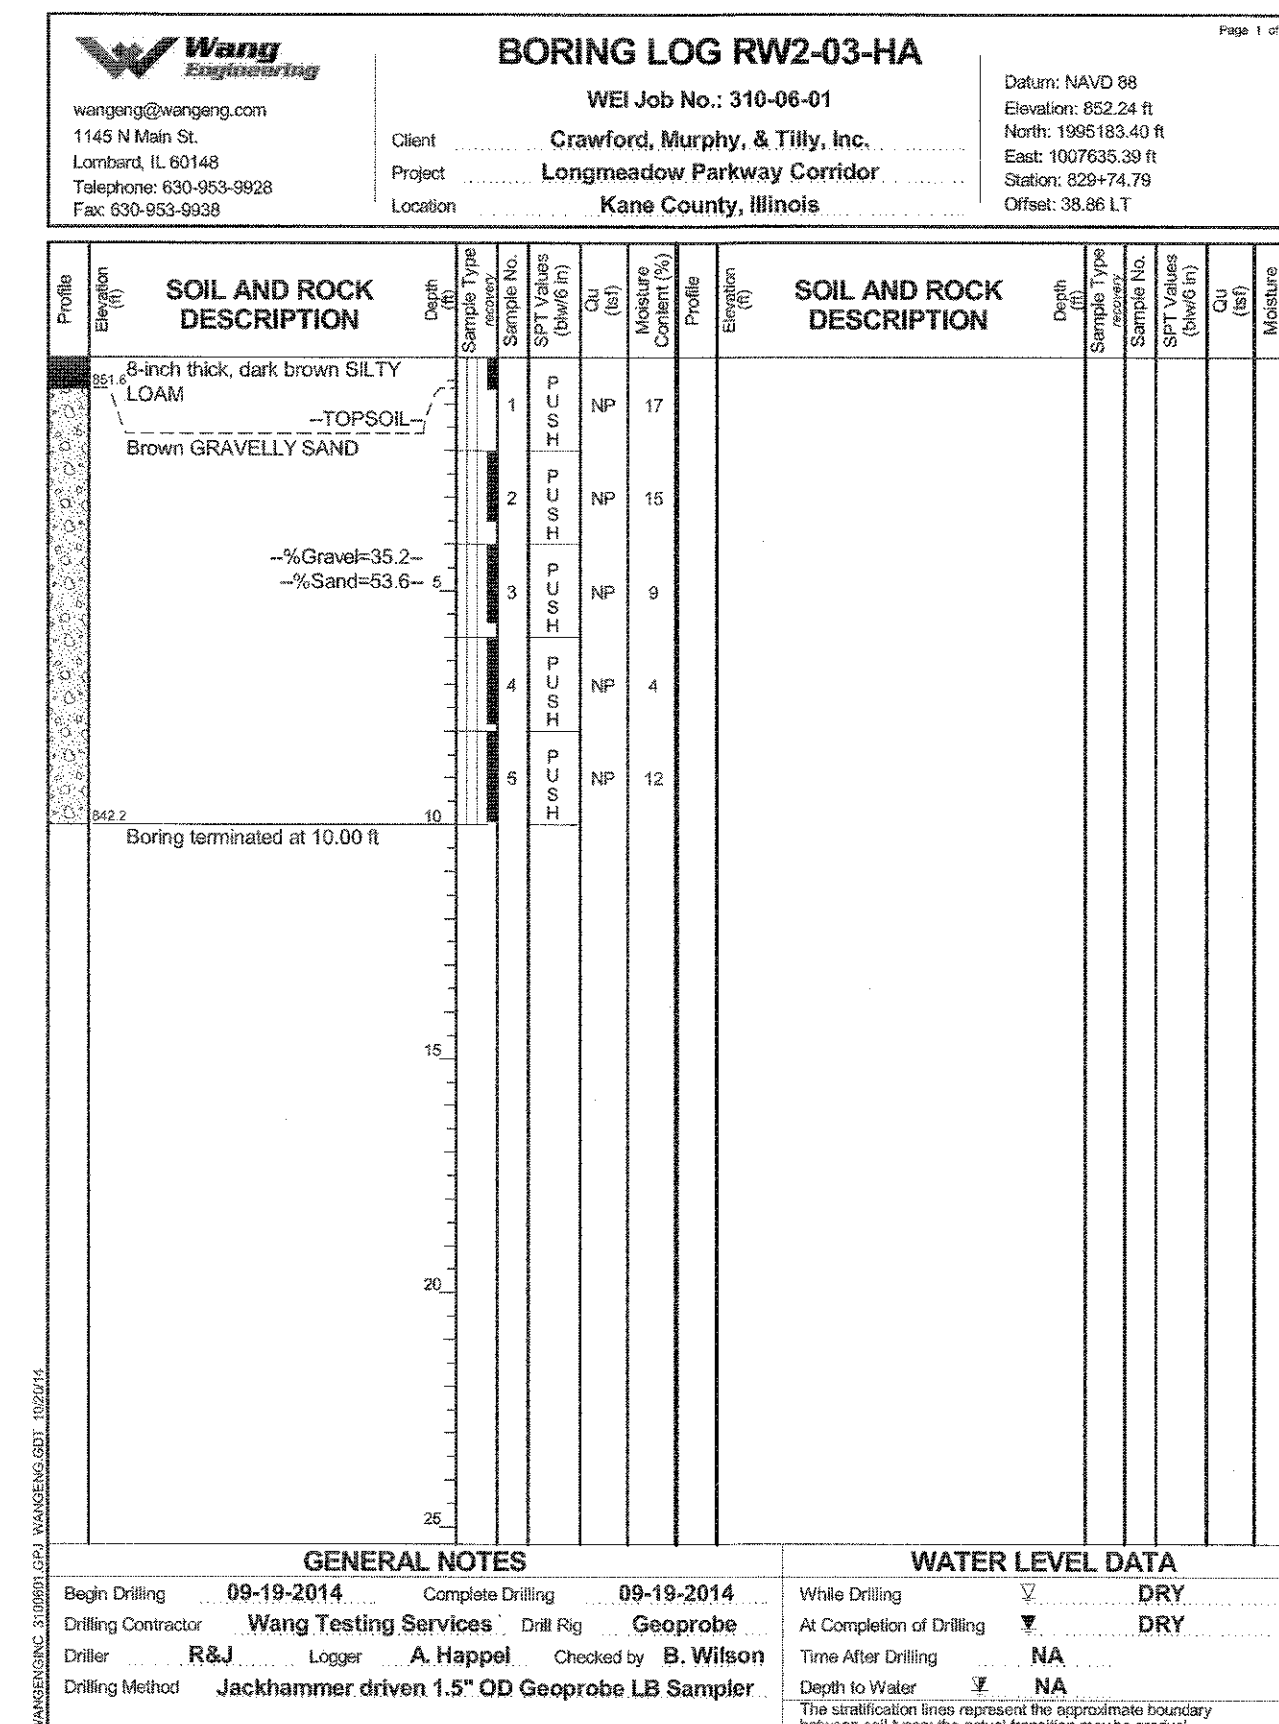 Page 1 of
Wang
Engineering
wangeng@wangeng.com
1145 N Main St.
Lombard, IL 60148
Telephone: 630-953-9928
Fax: 630-953-9938
BORING LOG RW2-03-HA
WEI Job No.: 310-06-01
Client Crawford, Murphy, & Tilly, Inc.
Project Longmeadow Parkway Corridor
Location Kane County, Illinois
Datum: NAVD 88
Elevation: 852.24 ft
North: 1995183.40 ft
East: 1007635.39 ft
Station: 829+74.79
Offset: 38.86 LT
Profile
Elevation (ft)
SOIL AND ROCK DESCRIPTION
Depth (ft)
Sample Type
recovery
Sample No.
SPT Values (blw/6 in)
Qu (tsf)
Moisture Content (%)
Profile
Elevation (ft)
SOIL AND ROCK DESCRIPTION
Depth (ft)
Sample Type
recovery
Sample No.
SPT Values (blw/6 in)
Qu (tsf)
Moisture
851.6
8-inch thick, dark brown SILTY
LOAM
--TOPSOIL--
Brown GRAVELLY SAND
1 PUSH NP 17
2 PUSH NP 15
--%Gravel=35.2--
--%Sand=53.6-- 5
3 PUSH NP 9
4 PUSH NP 4
5 PUSH NP 12
842.2 10
Boring terminated at 10.00 ft
15
20
25
GENERAL NOTES
Begin Drilling 09-19-2014 Complete Drilling 09-19-2014
Drilling Contractor Wang Testing Services Drill Rig Geoprobe
Driller R&J Logger A. Happel Checked by B. Wilson
Drilling Method Jackhammer driven 1.5" OD Geoprobe LB Sampler
WATER LEVEL DATA
While Drilling DRY
At Completion of Drilling DRY
Time After Drilling NA
Depth to Water NA
The stratification lines represent the approximate boundary
between soil types; the actual transition may be gradual.
WANGENGINC 3100601.GPJ WANGENG.GDT 10/20/14